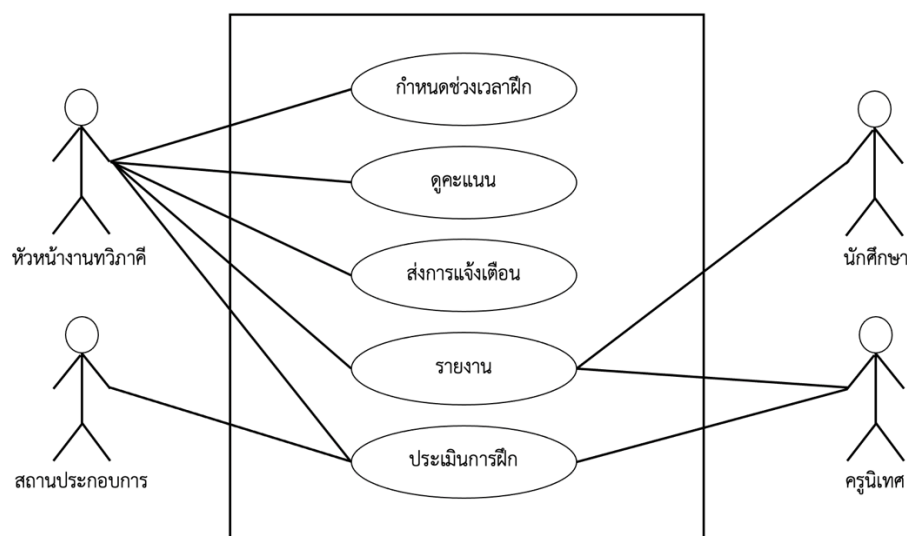 กำหนดช่วงเวลาฝึก
ดูคะแนน
หัวหน้างานทวิภาคี
ส่งการแจ้งเตือน
นักศึกษา
รายงาน
ประเมินการฝึก
สถานประกอบการ
ครูนิเทศ